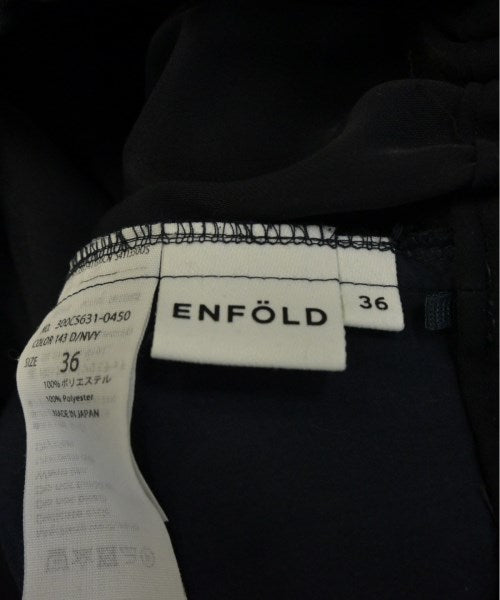 NO. 300CS631-0450
COLOR 143 D/NVY
SIZE 36
100% ポリエステル
100% Polyester
MADE IN JAPAN
ENFÖLD
36